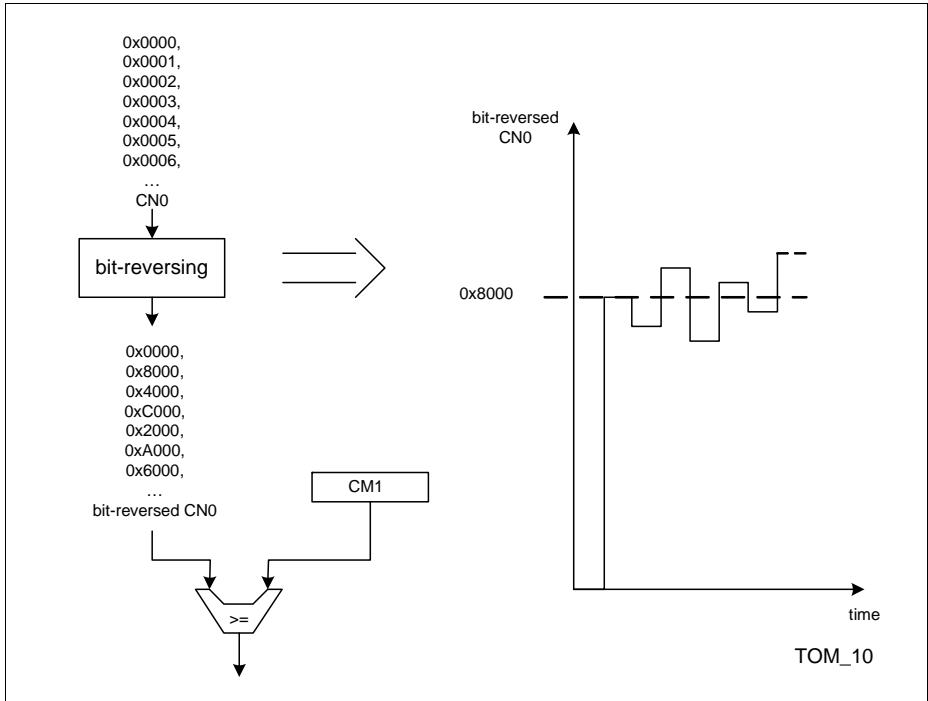 0x0000,
0x0001,
0x0002,
0x0003,
0x0004,
0x0005,
0x0006,
...
CN0
bit-reversing
0x0000,
0x8000,
0x4000,
0xC000,
0x2000,
0xA000,
0x6000,
...
bit-reversed CN0
CM1
>=
bit-reversed
CN0
0x8000
time
TOM_10